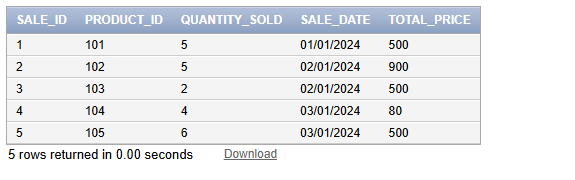 SALE_ID PRODUCT_ID QUANTITY_SOLD SALE_DATE TOTAL_PRICE
1 101 5 01/01/2024 500
2 102 5 02/01/2024 900
3 103 2 02/01/2024 500
4 104 4 03/01/2024 80
5 105 6 03/01/2024 500
5 rows returned in 0.00 seconds Download